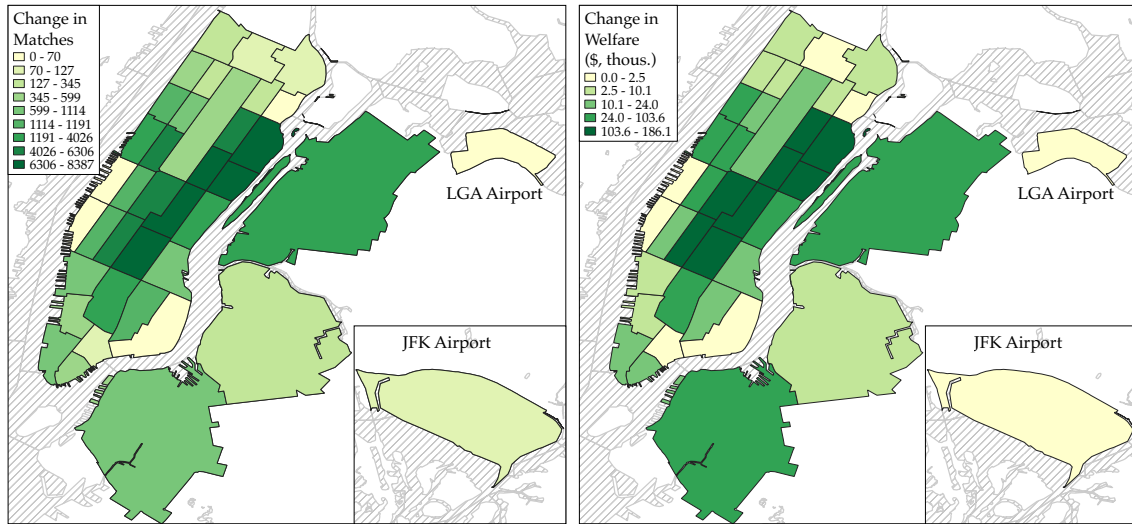 Change in
Matches
0 - 70
70 - 127
127 - 345
345 - 599
599 - 1114
1114 - 1191
1191 - 4026
4026 - 6306
6306 - 8387
LGA Airport
JFK Airport
Change in
Welfare
($, thous.)
0.0 - 2.5
2.5 - 10.1
10.1 - 24.0
24.0 - 103.6
103.6 - 186.1
LGA Airport
JFK Airport